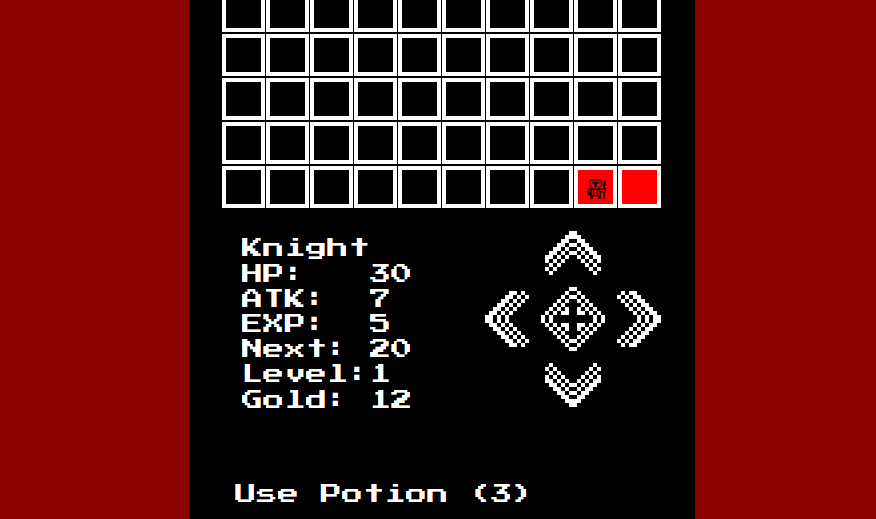 Knight
HP: 30
ATK: 7
EXP: 5
Next: 20
Level: 1
Gold: 12
Use Potion (3)